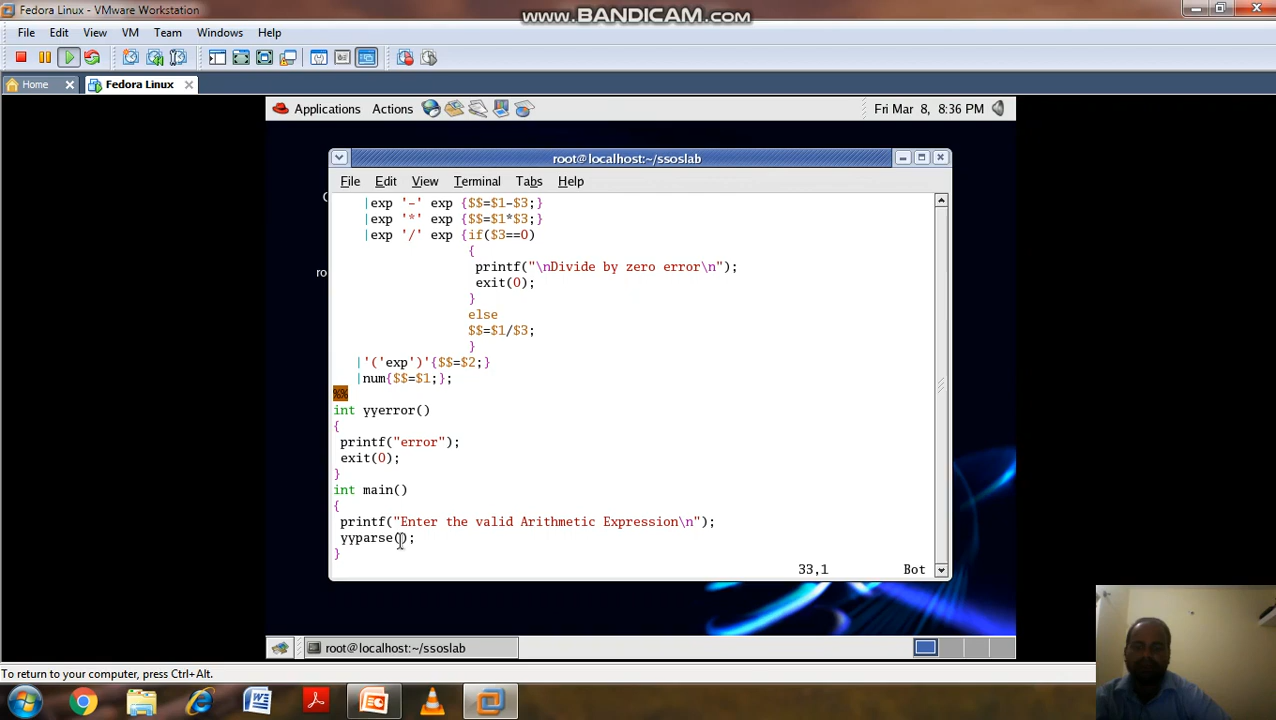 Fedora Linux - VMware Workstation
www.BANDICAM.com
File Edit View VM Team Windows Help
Home Fedora Linux
Applications Actions Fri Mar 8, 8:36 PM
root@localhost:~/ssoslab
File Edit View Terminal Tabs Help
|exp '-' exp {$$=$1-$3;}
|exp '*' exp {$$=$1*$3;}
|exp '/' exp {if($3==0)
{
printf("\nDivide by zero error\n");
exit(0);
}
else
$$=$1/$3;
}
|'('exp')'{$$=$2;}
|num{$$=$1;};
%%
int yyerror()
{
printf("error");
exit(0);
}
int main()
{
printf("Enter the valid Arithmetic Expression\n");
yyparse();
}
33,1 Bot
root@localhost:~/ssoslab
To return to your computer, press Ctrl+Alt.